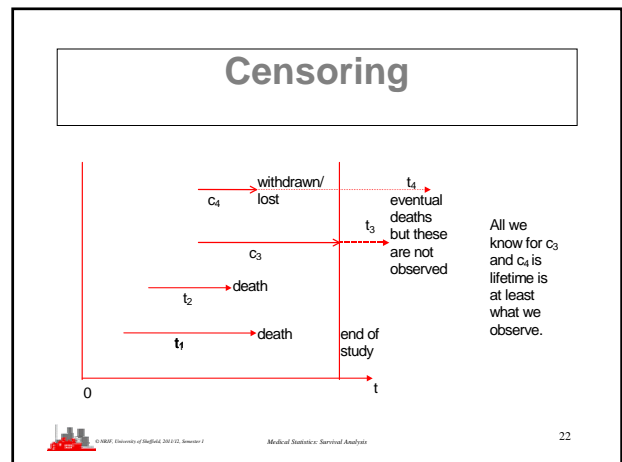 Censoring
withdrawn/
lost
c4
t4
eventual
deaths
but these
are not
observed
t3
c3
All we
know for c3
and c4 is
lifetime is
at least
what we
observe.
death
t2
death
t1
end of
study
0
t
© NRJF, University of Sheffield, 2011/12, Semester 1
Medical Statistics: Survival Analysis
22